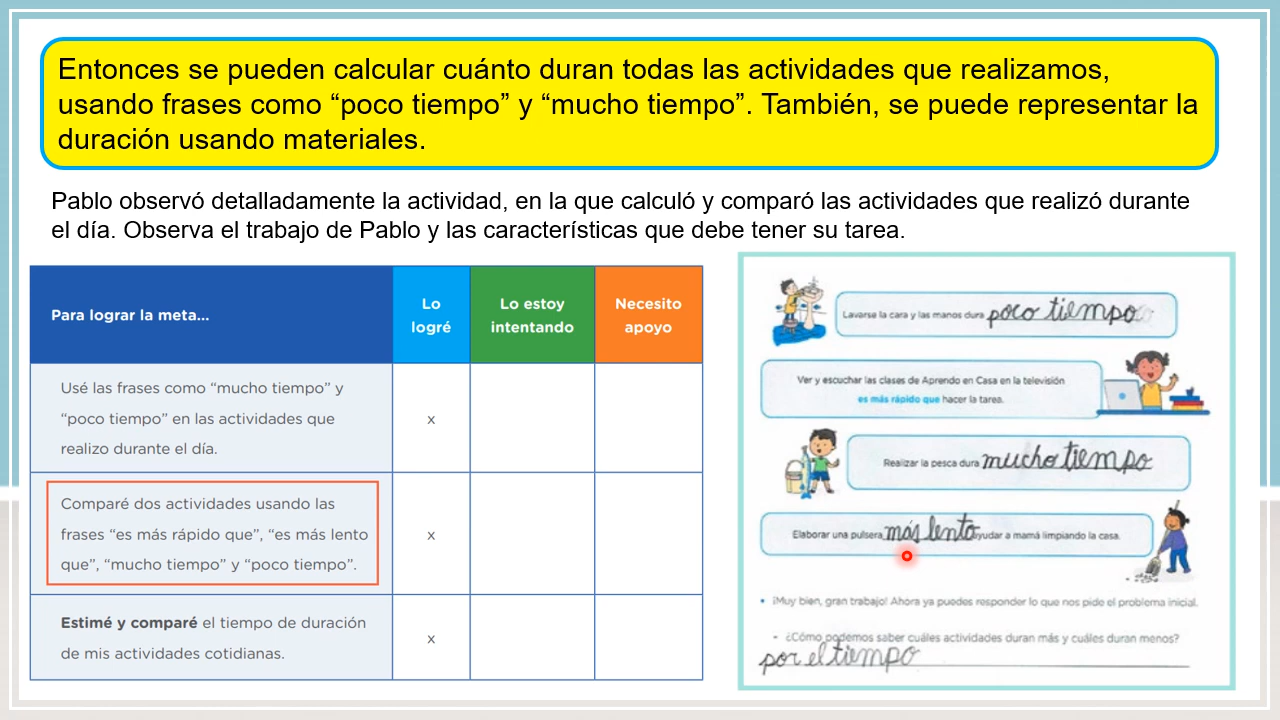 Entonces se pueden calcular cuánto duran todas las actividades que realizamos,
usando frases como “poco tiempo” y “mucho tiempo”. También, se puede representar la
duración usando materiales.
Pablo observó detalladamente la actividad, en la que calculó y comparó las actividades que realizó durante
el día. Observa el trabajo de Pablo y las características que debe tener su tarea.
Para lograr la meta...
Lo
logré
Lo estoy
intentando
Necesito
apoyo
Usé las frases como “mucho tiempo” y
“poco tiempo” en las actividades que
realizo durante el día.
x
Comparé dos actividades usando las
frases “es más rápido que”, “es más lento
que”, “mucho tiempo” y “poco tiempo”.
x
Estimé y comparé el tiempo de duración
de mis actividades cotidianas.
x
Lavarse la cara y las manos dura poco tiempo
Ver y escuchar las clases de Aprendo en Casa en la televisión
es más rápido que hacer la tarea.
Realizar la pesca dura mucho tiempo
Elaborar una pulsera más lento yudar a mamá limpiando la casa.
• ¡Muy bien, gran trabajo! Ahora ya puedes responder lo que nos pide el problema inicial.
- ¿Cómo podemos saber cuáles actividades duran más y cuáles duran menos?
por el tiempo